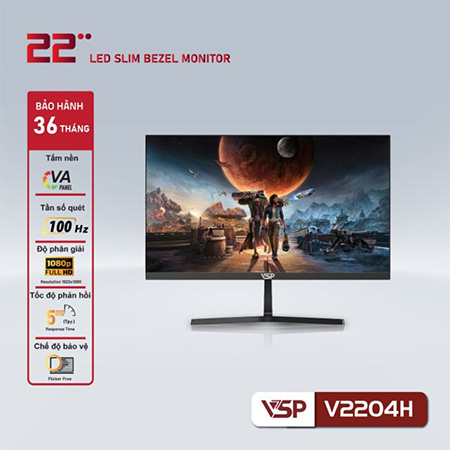 22"
LED SLIM BEZEL MONITOR
BẢO HÀNH
36 THÁNG
Tấm nền
VA
PANEL
Tần số quét
100 Hz
Độ phân giải
1080p
FULL HD
Resolution 1920x1080
Tốc độ phản hồi
5ms (Typ.)
Response Time
Chế độ bảo vệ
Flicker Free
VSP
VSP V2204H